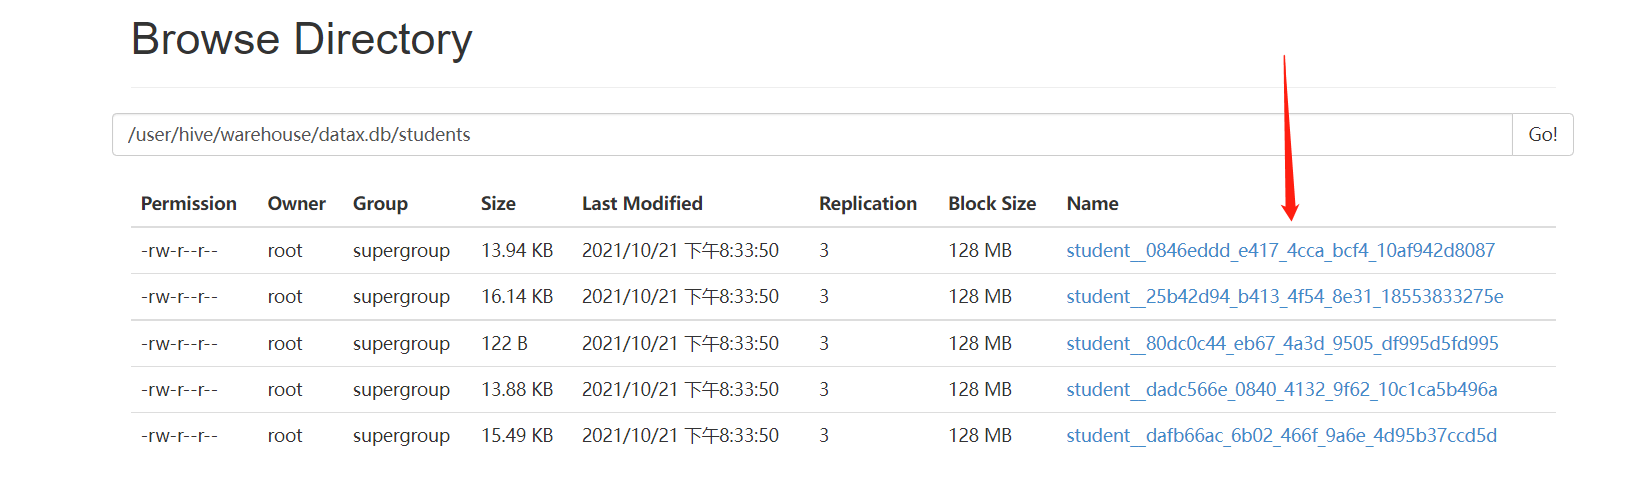 Browse Directory
/user/hive/warehouse/datax.db/students Go!
Permission Owner Group Size Last Modified Replication Block Size Name
-rw-r--r-- root supergroup 13.94 KB 2021/10/21 下午8:33:50 3 128 MB student__0846eddd_e417_4cca_bcf4_10af942d8087
-rw-r--r-- root supergroup 16.14 KB 2021/10/21 下午8:33:50 3 128 MB student__25b42d94_b413_4f54_8e31_18553833275e
-rw-r--r-- root supergroup 122 B 2021/10/21 下午8:33:50 3 128 MB student__80dc0c44_eb67_4a3d_9505_df995d5fd995
-rw-r--r-- root supergroup 13.88 KB 2021/10/21 下午8:33:50 3 128 MB student__dadc566e_0840_4132_9f62_10c1ca5b496a
-rw-r--r-- root supergroup 15.49 KB 2021/10/21 下午8:33:50 3 128 MB student__dafb66ac_6b02_466f_9a6e_4d95b37ccd5d